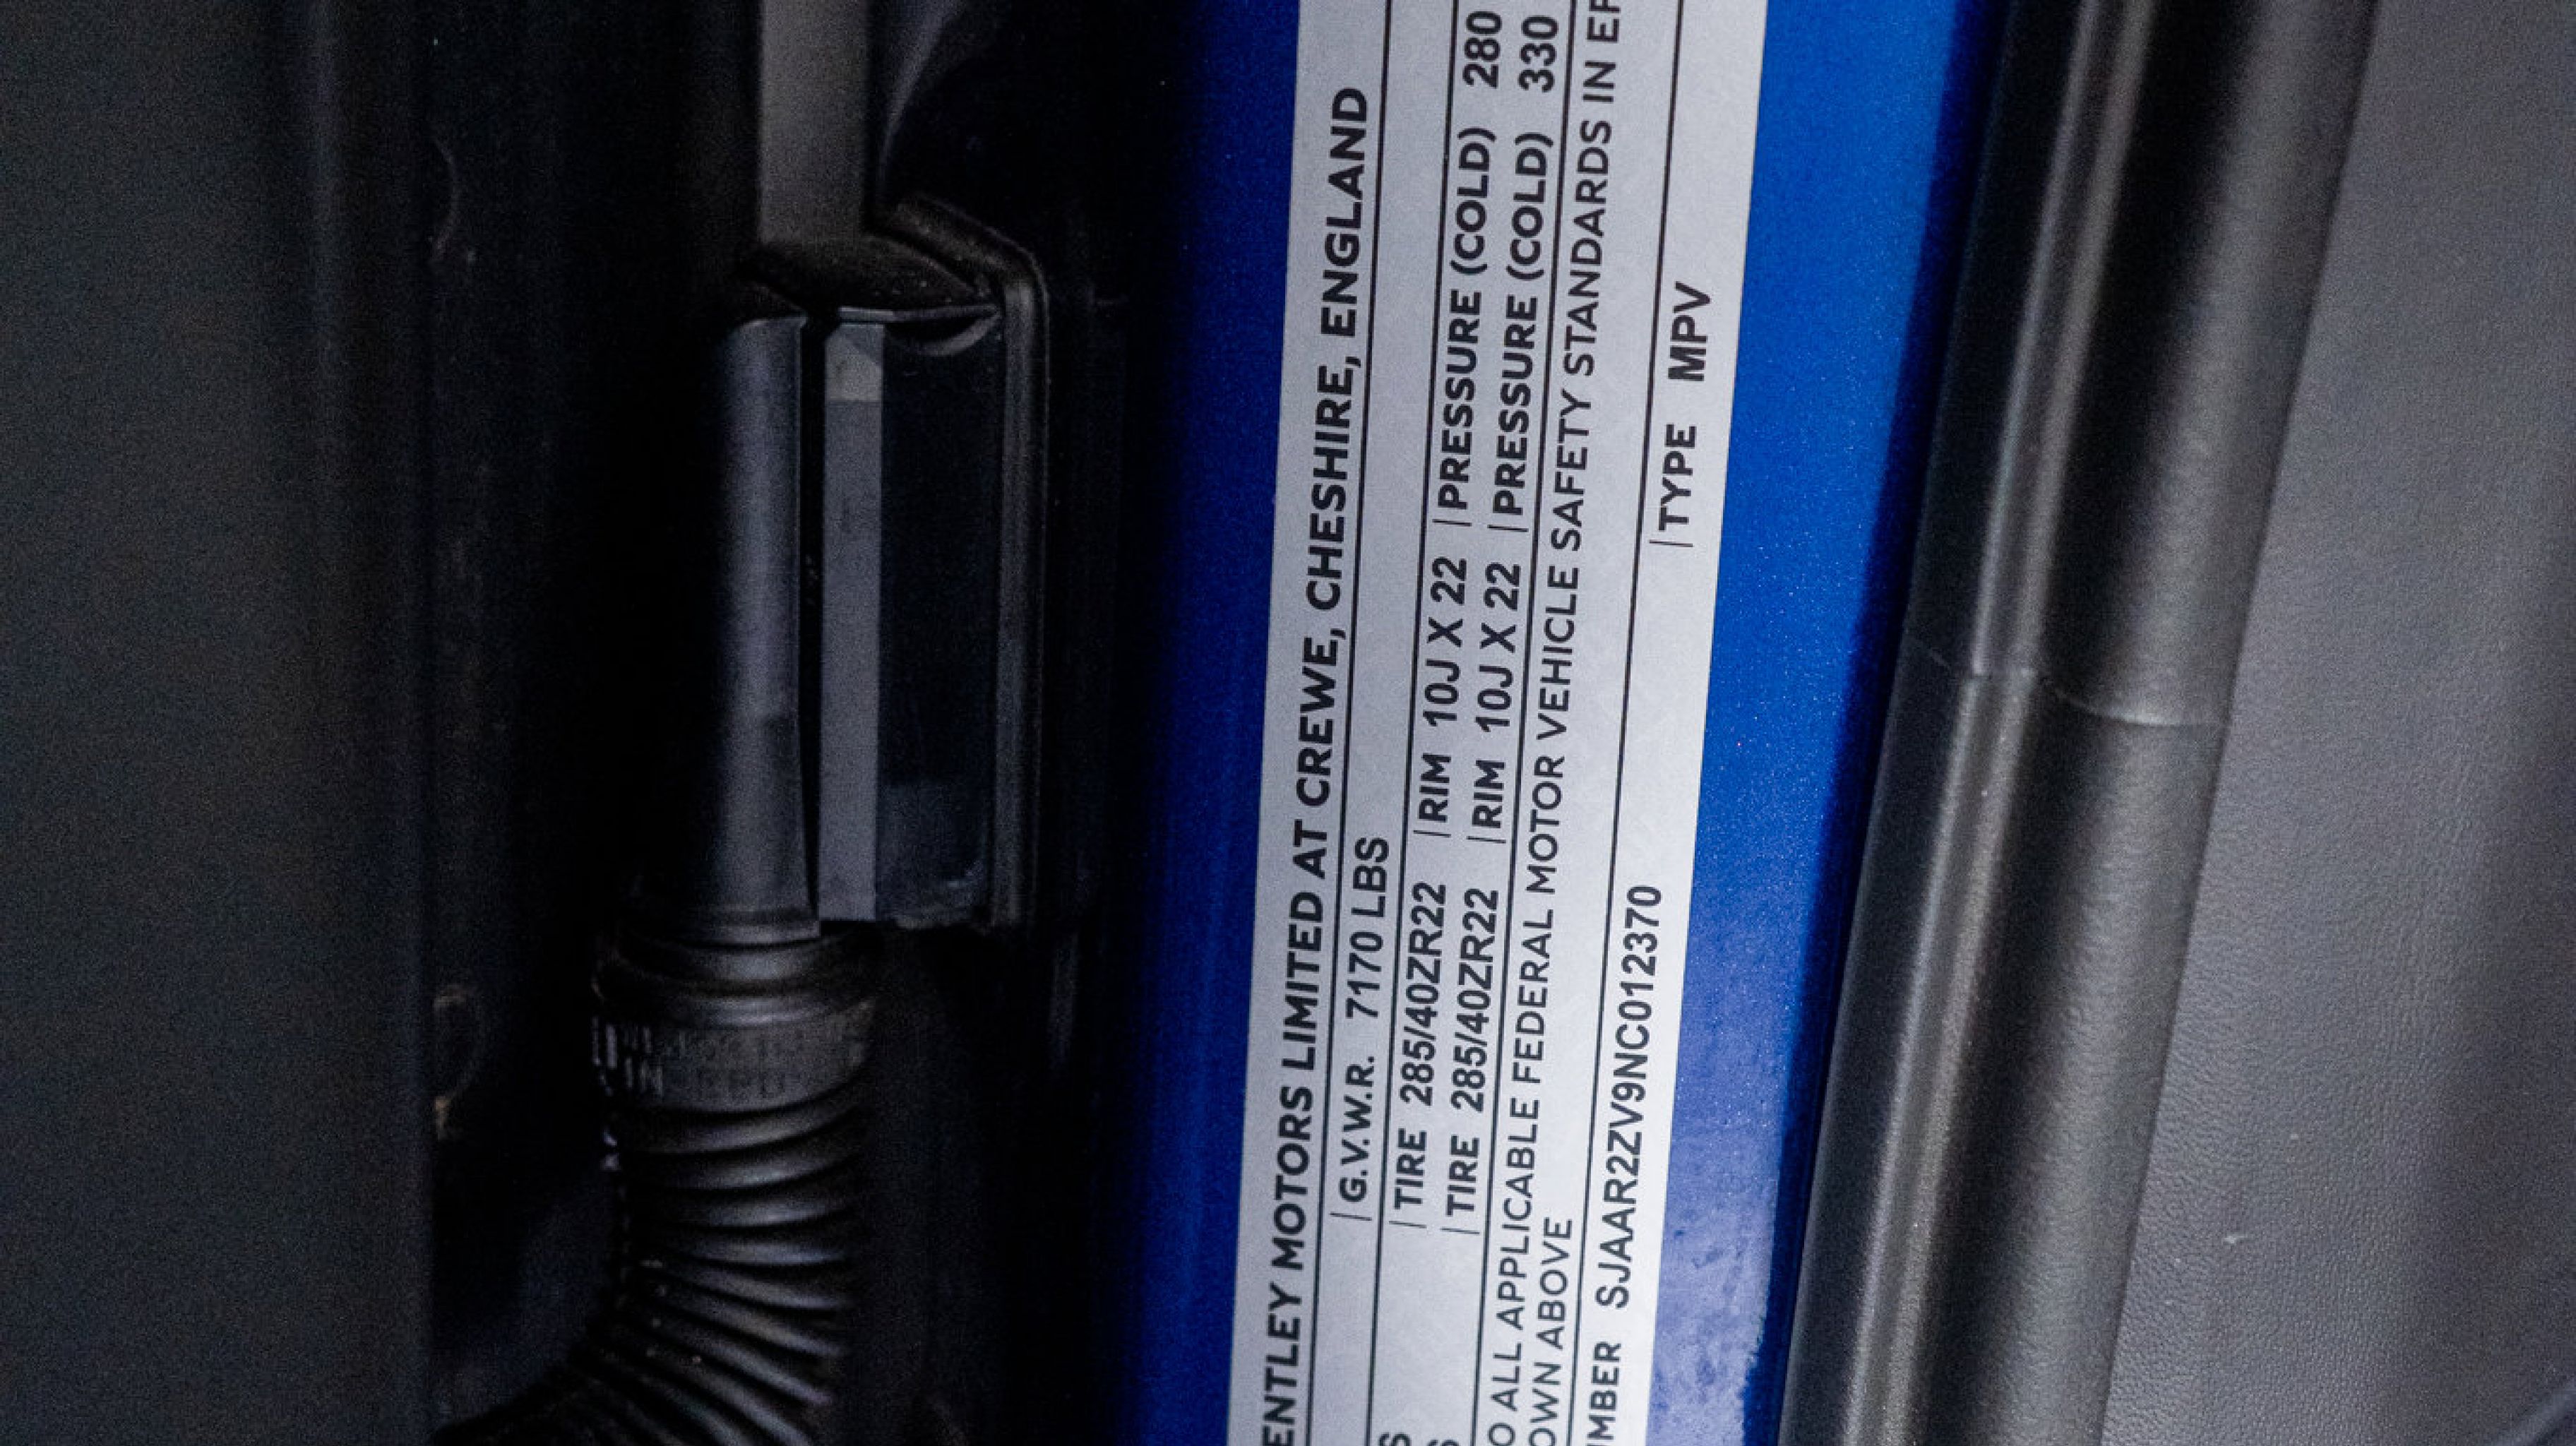 ENTLEY MOTORS LIMITED AT CREWE, CHESHIRE, ENGLAND
G.V.W.R. 7170 LBS
TIRE 285/40ZR22 RIM 10J X 22 PRESSURE (COLD) 280
TIRE 285/40ZR22 RIM 10J X 22 PRESSURE (COLD) 330
O ALL APPLICABLE FEDERAL MOTOR VEHICLE SAFETY STANDARDS IN EF
OWN ABOVE
MBER SJAAR2ZV9NC012370 TYPE MPV